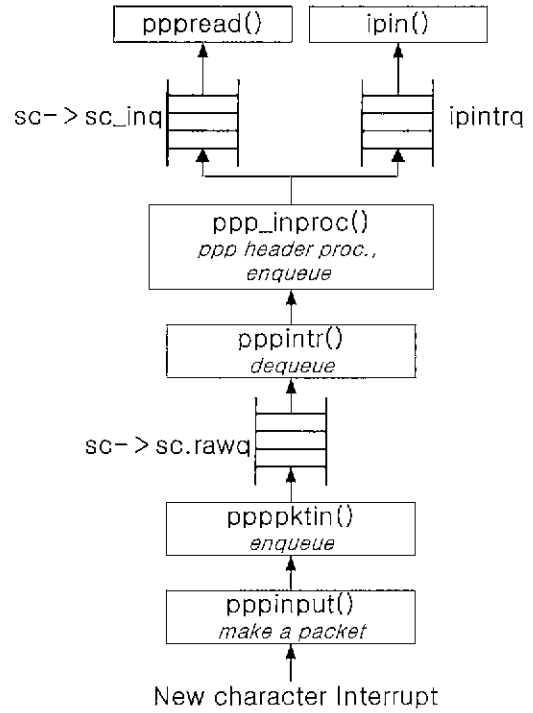 pppread()
ipin()
sc->sc_inq
ipintrq
ppp_inproc()
ppp header proc.,
enqueue
pppintr()
dequeue
sc->sc.rawq
ppppktin()
enqueue
pppinput()
make a packet
New character Interrupt